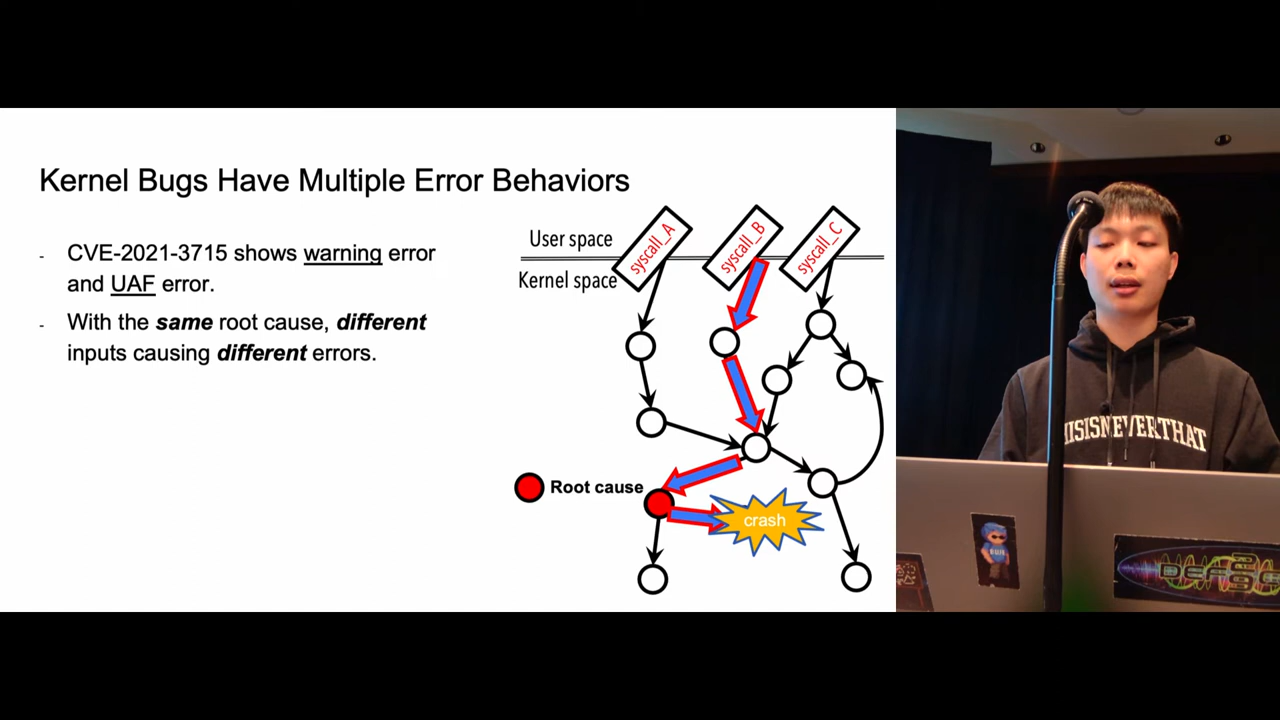 Kernel Bugs Have Multiple Error Behaviors
- CVE-2021-3715 shows warning error
and UAF error.
- With the same root cause, different
inputs causing different errors.
User space
Kernel space
syscall_A
syscall_B
syscall_C
Root cause
crash
HISISNEVERTHAT